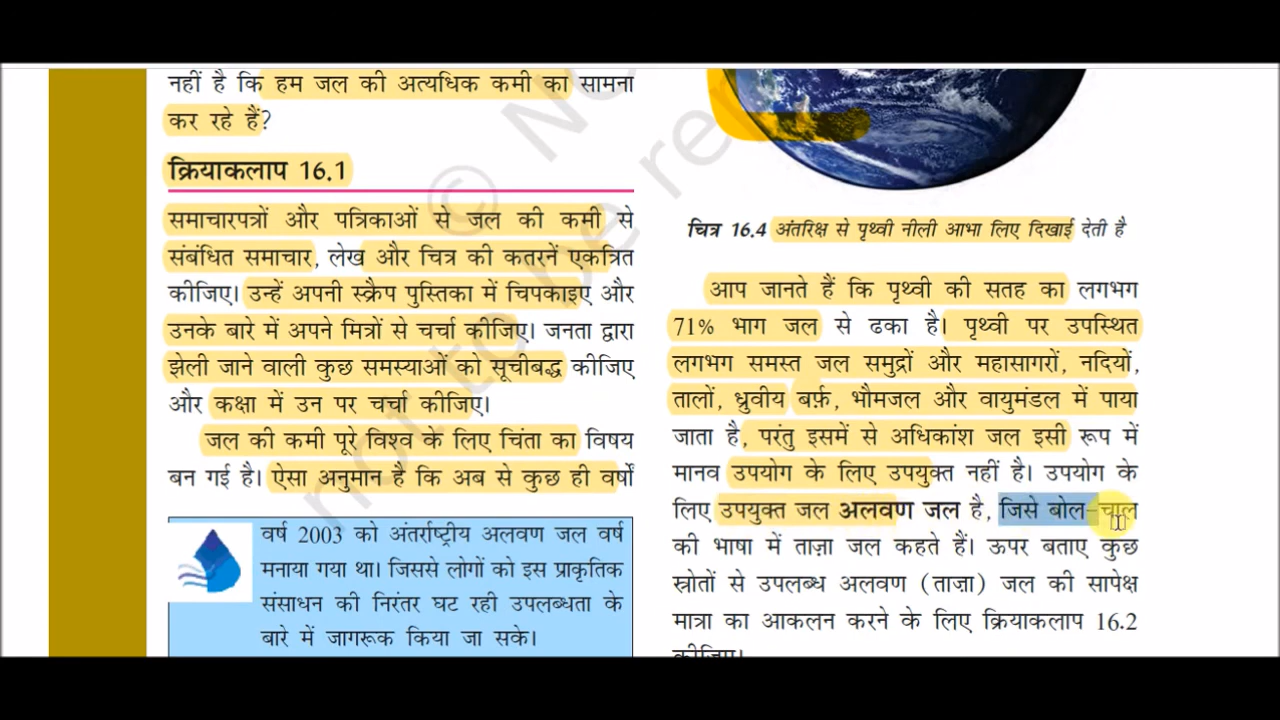 नहीं है कि हम जल की अत्यधिक कमी का सामना
कर रहे हैं?
क्रियाकलाप 16.1
समाचारपत्रों और पत्रिकाओं से जल की कमी से
संबंधित समाचार, लेख और चित्र की कतरनें एकत्रित
कीजिए। उन्हें अपनी स्क्रैप पुस्तिका में चिपकाइए और
उनके बारे में अपने मित्रों से चर्चा कीजिए। जनता द्वारा
झेली जाने वाली कुछ समस्याओं को सूचीबद्ध कीजिए
और कक्षा में उन पर चर्चा कीजिए।
जल की कमी पूरे विश्व के लिए चिंता का विषय
बन गई है। ऐसा अनुमान है कि अब से कुछ ही वर्षों
वर्ष 2003 को अंतर्राष्ट्रीय अलवण जल वर्ष
मनाया गया था। जिससे लोगों को इस प्राकृतिक
संसाधन की निरंतर घट रही उपलब्धता के
बारे में जागरूक किया जा सके।
चित्र 16.4 अंतरिक्ष से पृथ्वी नीली आभा लिए दिखाई देती है
आप जानते हैं कि पृथ्वी की सतह का लगभग
71% भाग जल से ढका है। पृथ्वी पर उपस्थित
लगभग समस्त जल समुद्रों और महासागरों, नदियों,
तालों, ध्रुवीय बर्फ़, भौमजल और वायुमंडल में पाया
जाता है, परंतु इसमें से अधिकांश जल इसी रूप में
मानव उपयोग के लिए उपयुक्त नहीं है। उपयोग के
लिए उपयुक्त जल अलवण जल है, जिसे बोल-चाल
की भाषा में ताज़ा जल कहते हैं। ऊपर बताए कुछ
स्रोतों से उपलब्ध अलवण (ताज़ा) जल की सापेक्ष
मात्रा का आकलन करने के लिए क्रियाकलाप 16.2
कीजिए।
© No
not to be re